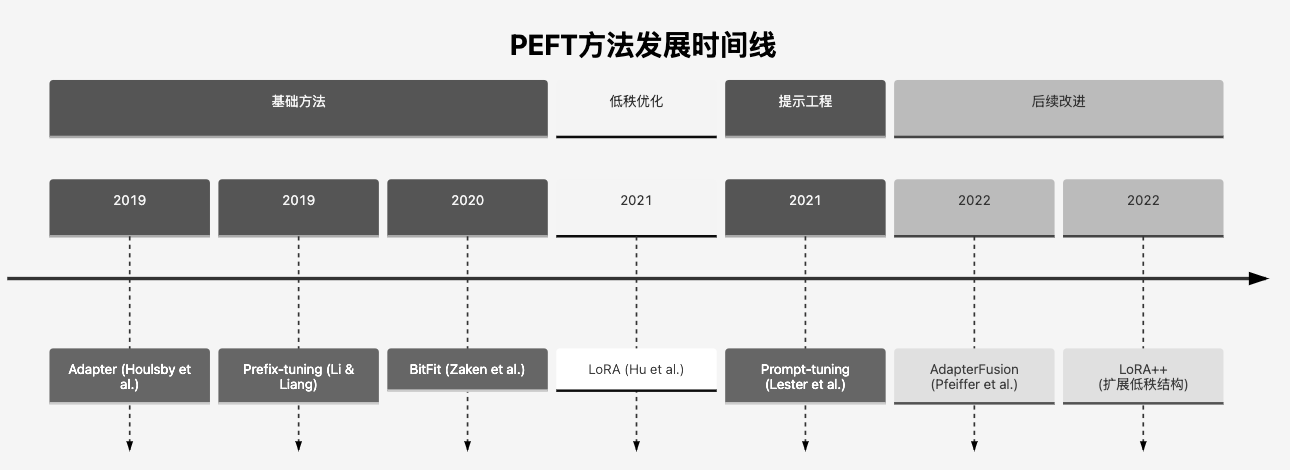 PEFT方法发展时间线
基础方法
低秩优化
提示工程
后续改进
2019
2019
2020
2021
2021
2022
2022
Adapter (Houlsby et
al.)
Prefix-tuning (Li &
Liang)
BitFit (Zaken et al.)
LoRA (Hu et al.)
Prompt-tuning
(Lester et al.)
AdapterFusion
(Pfeiffer et al.)
LoRA++
(扩展低秩结构)